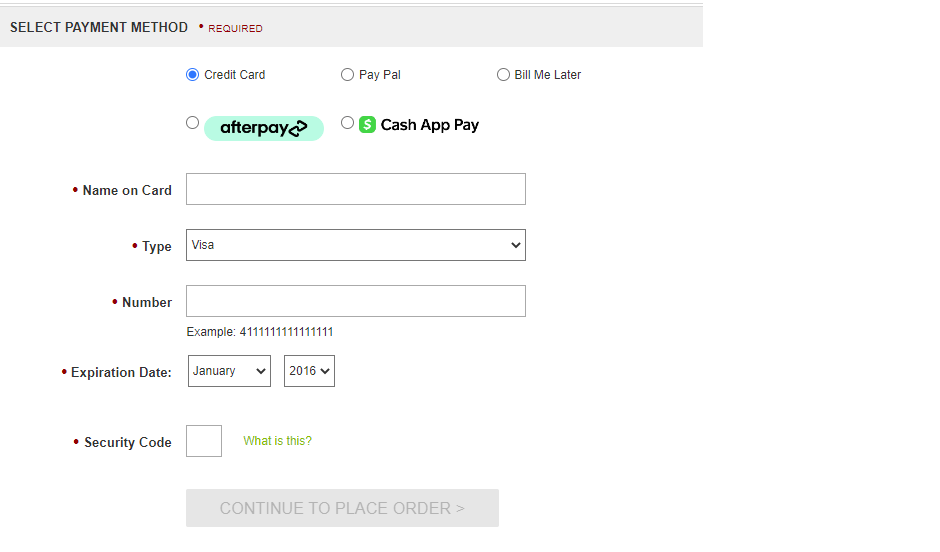 SELECT PAYMENT METHOD • REQUIRED
Credit Card Pay Pal Bill Me Later
afterpay Cash App Pay
• Name on Card
• Type Visa
• Number
Example: 4111111111111111
• Expiration Date: January 2016
• Security Code What is this?
CONTINUE TO PLACE ORDER >